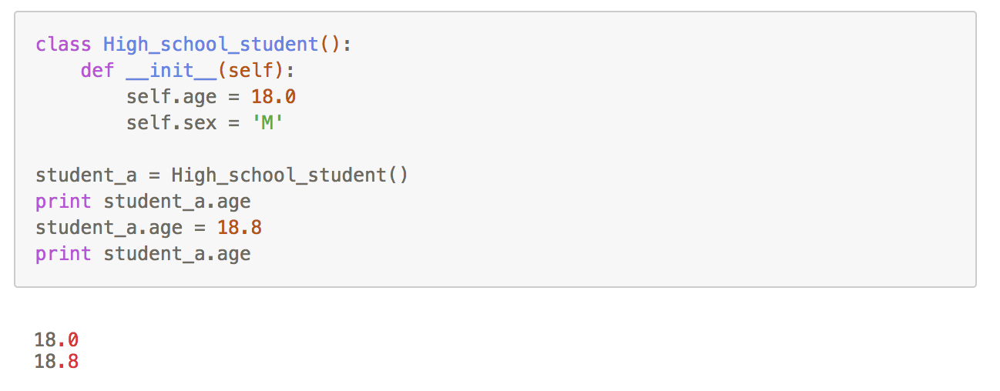 class High_school_student():
    def __init__(self):
        self.age = 18.0
        self.sex = 'M'

student_a = High_school_student()
print student_a.age
student_a.age = 18.8
print student_a.age

18.0
18.8